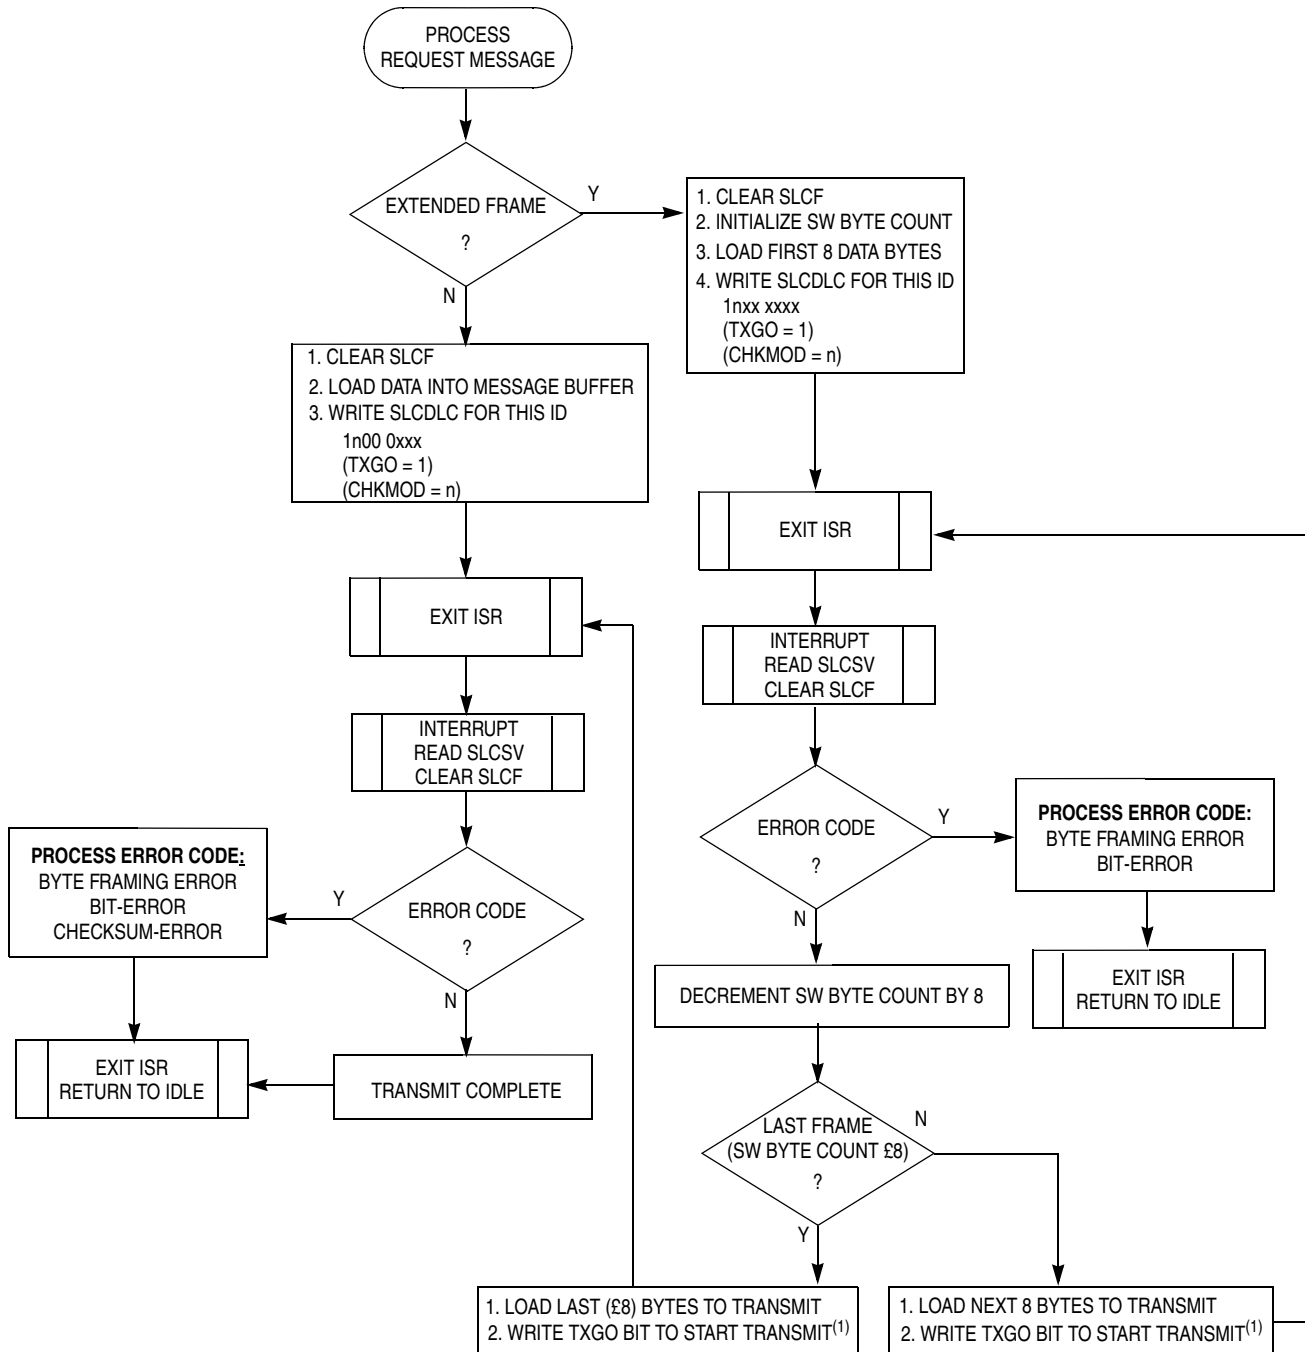 PROCESS
REQUEST MESSAGE
EXTENDED FRAME
?
Y
N
1. CLEAR SLCF
2. INITIALIZE SW BYTE COUNT
3. LOAD FIRST 8 DATA BYTES
4. WRITE SLCDLC FOR THIS ID
1nxx xxxx
(TXGO = 1)
(CHKMOD = n)
1. CLEAR SLCF
2. LOAD DATA INTO MESSAGE BUFFER
3. WRITE SLCDLC FOR THIS ID
1n00 0xxx
(TXGO = 1)
(CHKMOD = n)
EXIT ISR
EXIT ISR
INTERRUPT
READ SLCSV
CLEAR SLCF
INTERRUPT
READ SLCSV
CLEAR SLCF
ERROR CODE
?
Y
N
PROCESS ERROR CODE:
BYTE FRAMING ERROR
BIT-ERROR
PROCESS ERROR CODE:
BYTE FRAMING ERROR
BIT-ERROR
CHECKSUM-ERROR
Y
ERROR CODE
?
N
EXIT ISR
RETURN TO IDLE
DECREMENT SW BYTE COUNT BY 8
EXIT ISR
RETURN TO IDLE
TRANSMIT COMPLETE
LAST FRAME
(SW BYTE COUNT £8)
?
N
Y
1. LOAD LAST (£8) BYTES TO TRANSMIT
2. WRITE TXGO BIT TO START TRANSMIT(1)
1. LOAD NEXT 8 BYTES TO TRANSMIT
2. WRITE TXGO BIT TO START TRANSMIT(1)